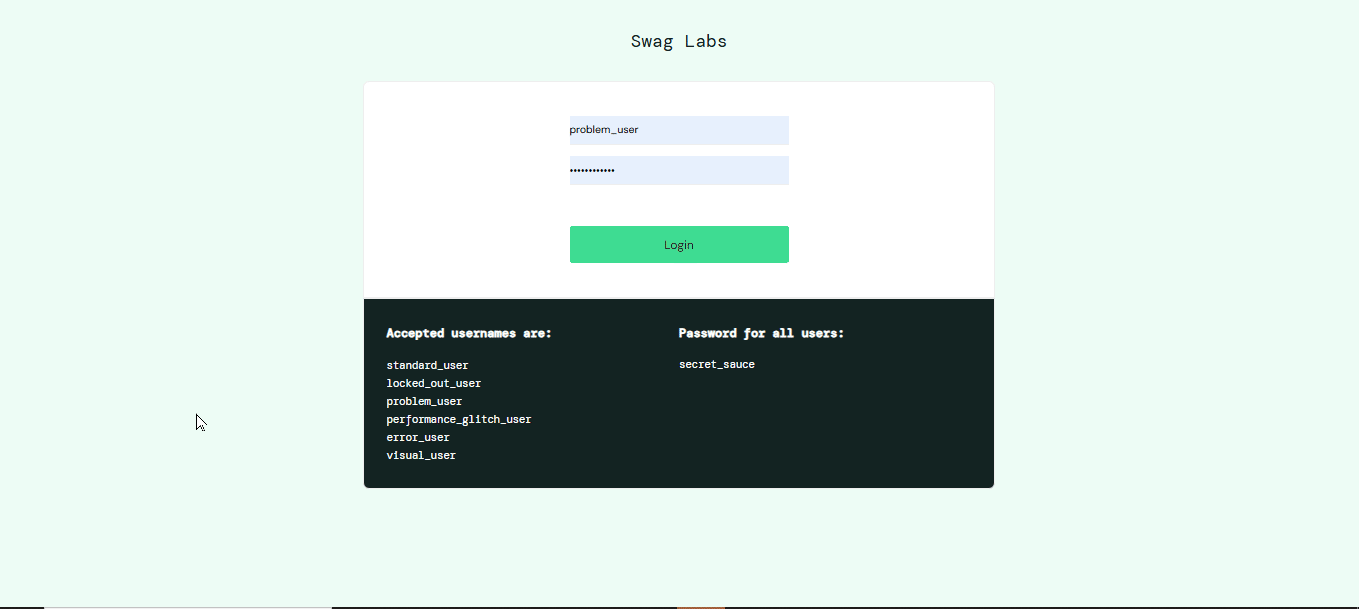 Swag Labs
problem_user
••••••••••••
Login
Accepted usernames are:
standard_user
locked_out_user
problem_user
performance_glitch_user
error_user
visual_user
Password for all users:
secret_sauce